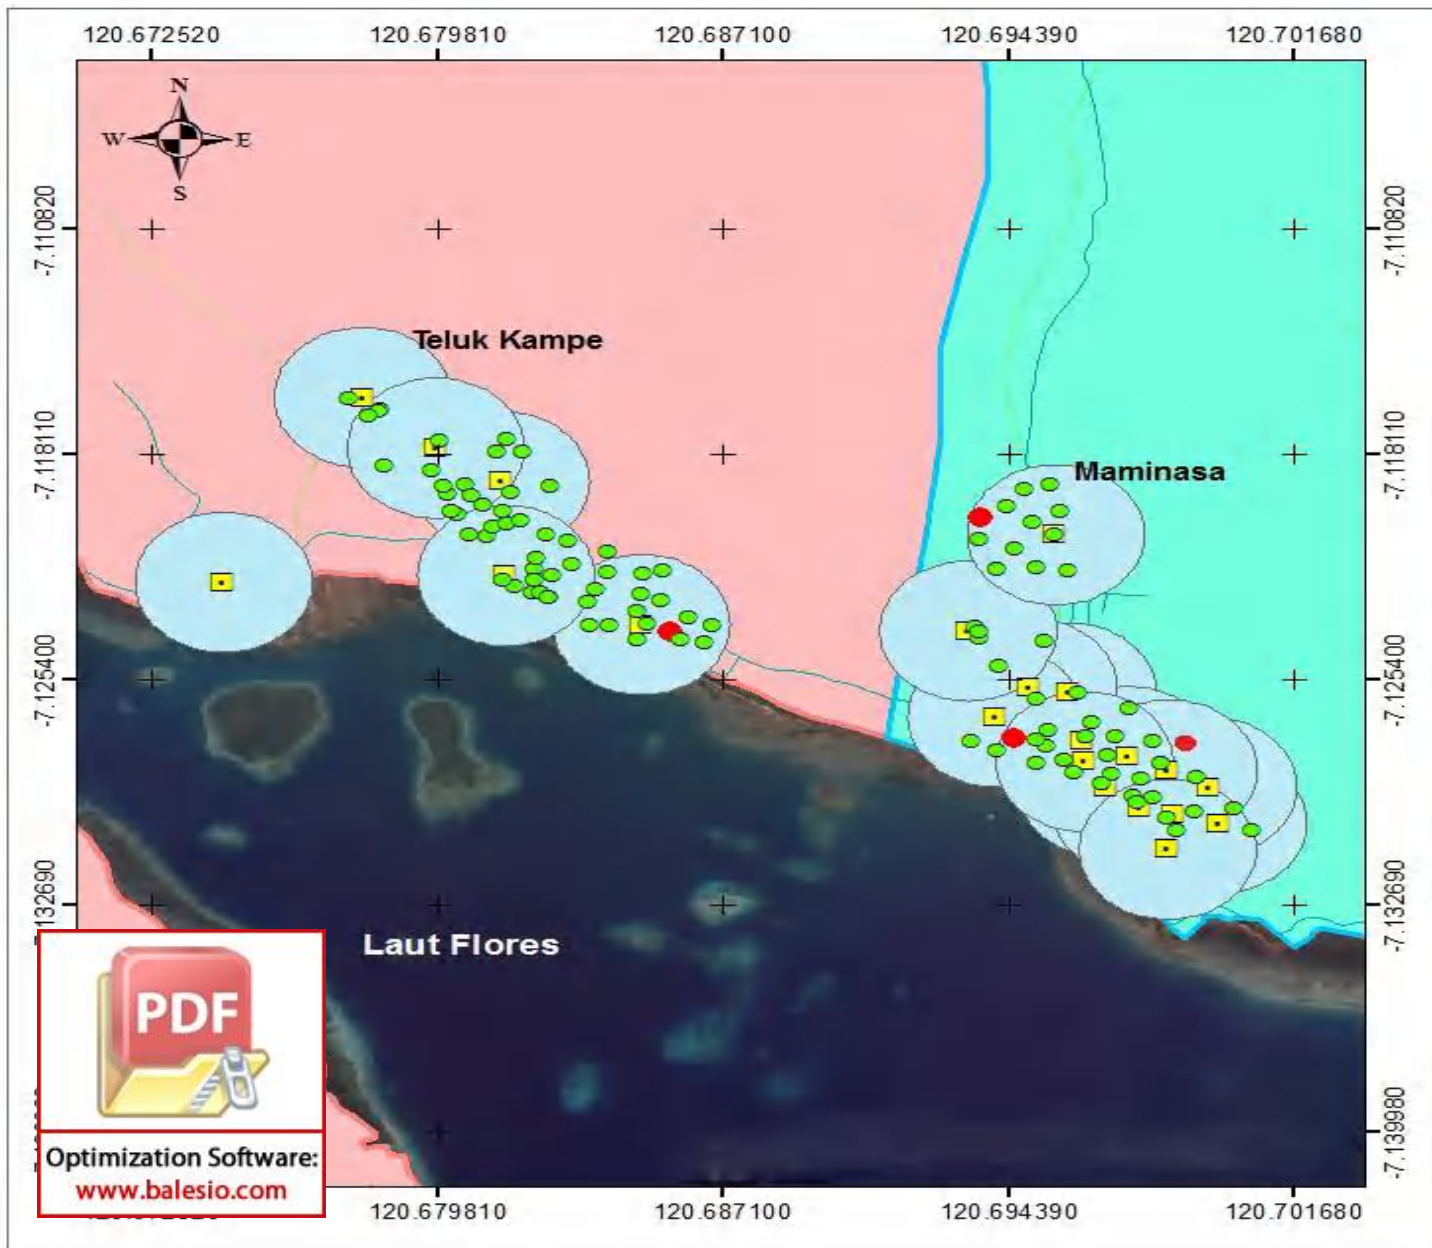 120.672520 120.679810 120.687100 120.694390 120.701680
N
W E
S
-7.110820 -7.110820
Teluk Kampe
-7.118110 -7.118110
Maminasa
-7.125400 -7.125400
-7.132690 -7.132690
Laut Flores
PDF
-7.139980
Optimization Software:
www.balesio.com
120.679810 120.687100 120.694390 120.701680